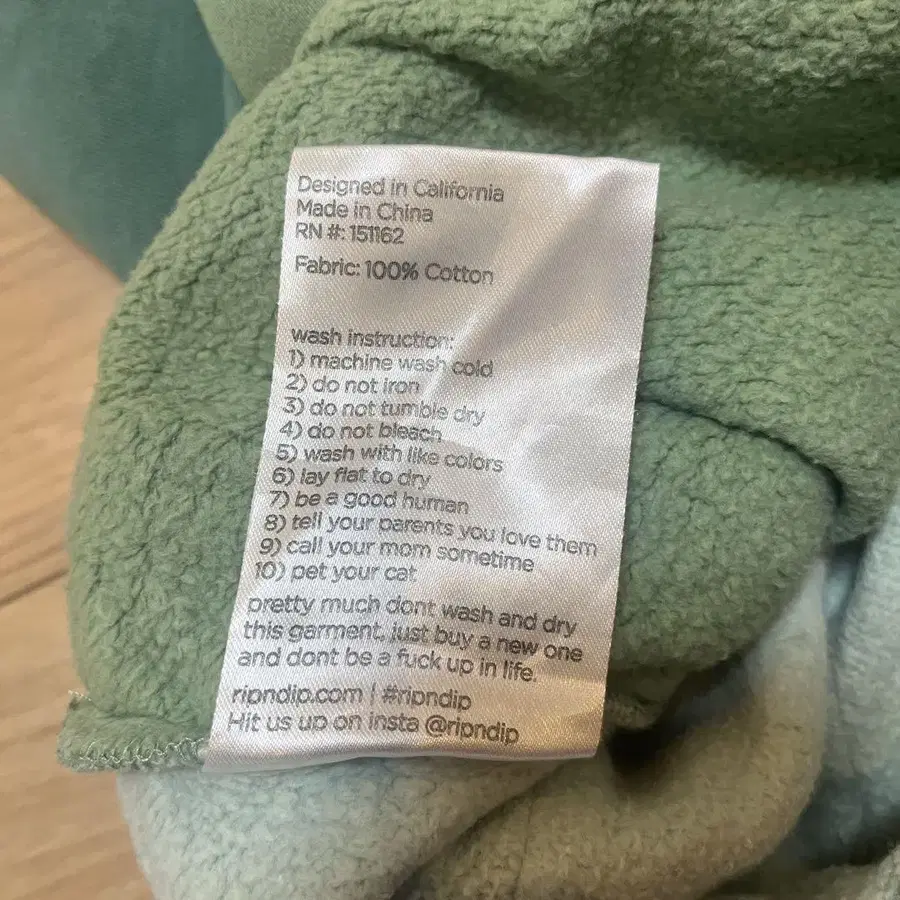 Designed in California
Made in China
RN #: 151162
Fabric: 100% Cotton
wash instruction:
1) machine wash cold
2) do not iron
3) do not tumble dry
4) do not bleach
5) wash with like colors
6) lay flat to dry
7) be a good human
8) tell your parents you love them
9) call your mom sometime
10) pet your cat
pretty much dont wash and dry
this garment, just buy a new one
and dont be a fuck up in life.
ripndip.com | #ripndip
Hit us up on insta @ripndip